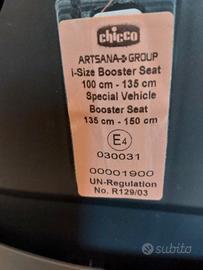 chicco
ARTSANA GROUP
i-Size Booster Seat
100 cm - 135 cm
Special Vehicle
Booster Seat
135 cm - 150 cm
E4
030031
00001900
UN-Regulation
No. R129/03
subito